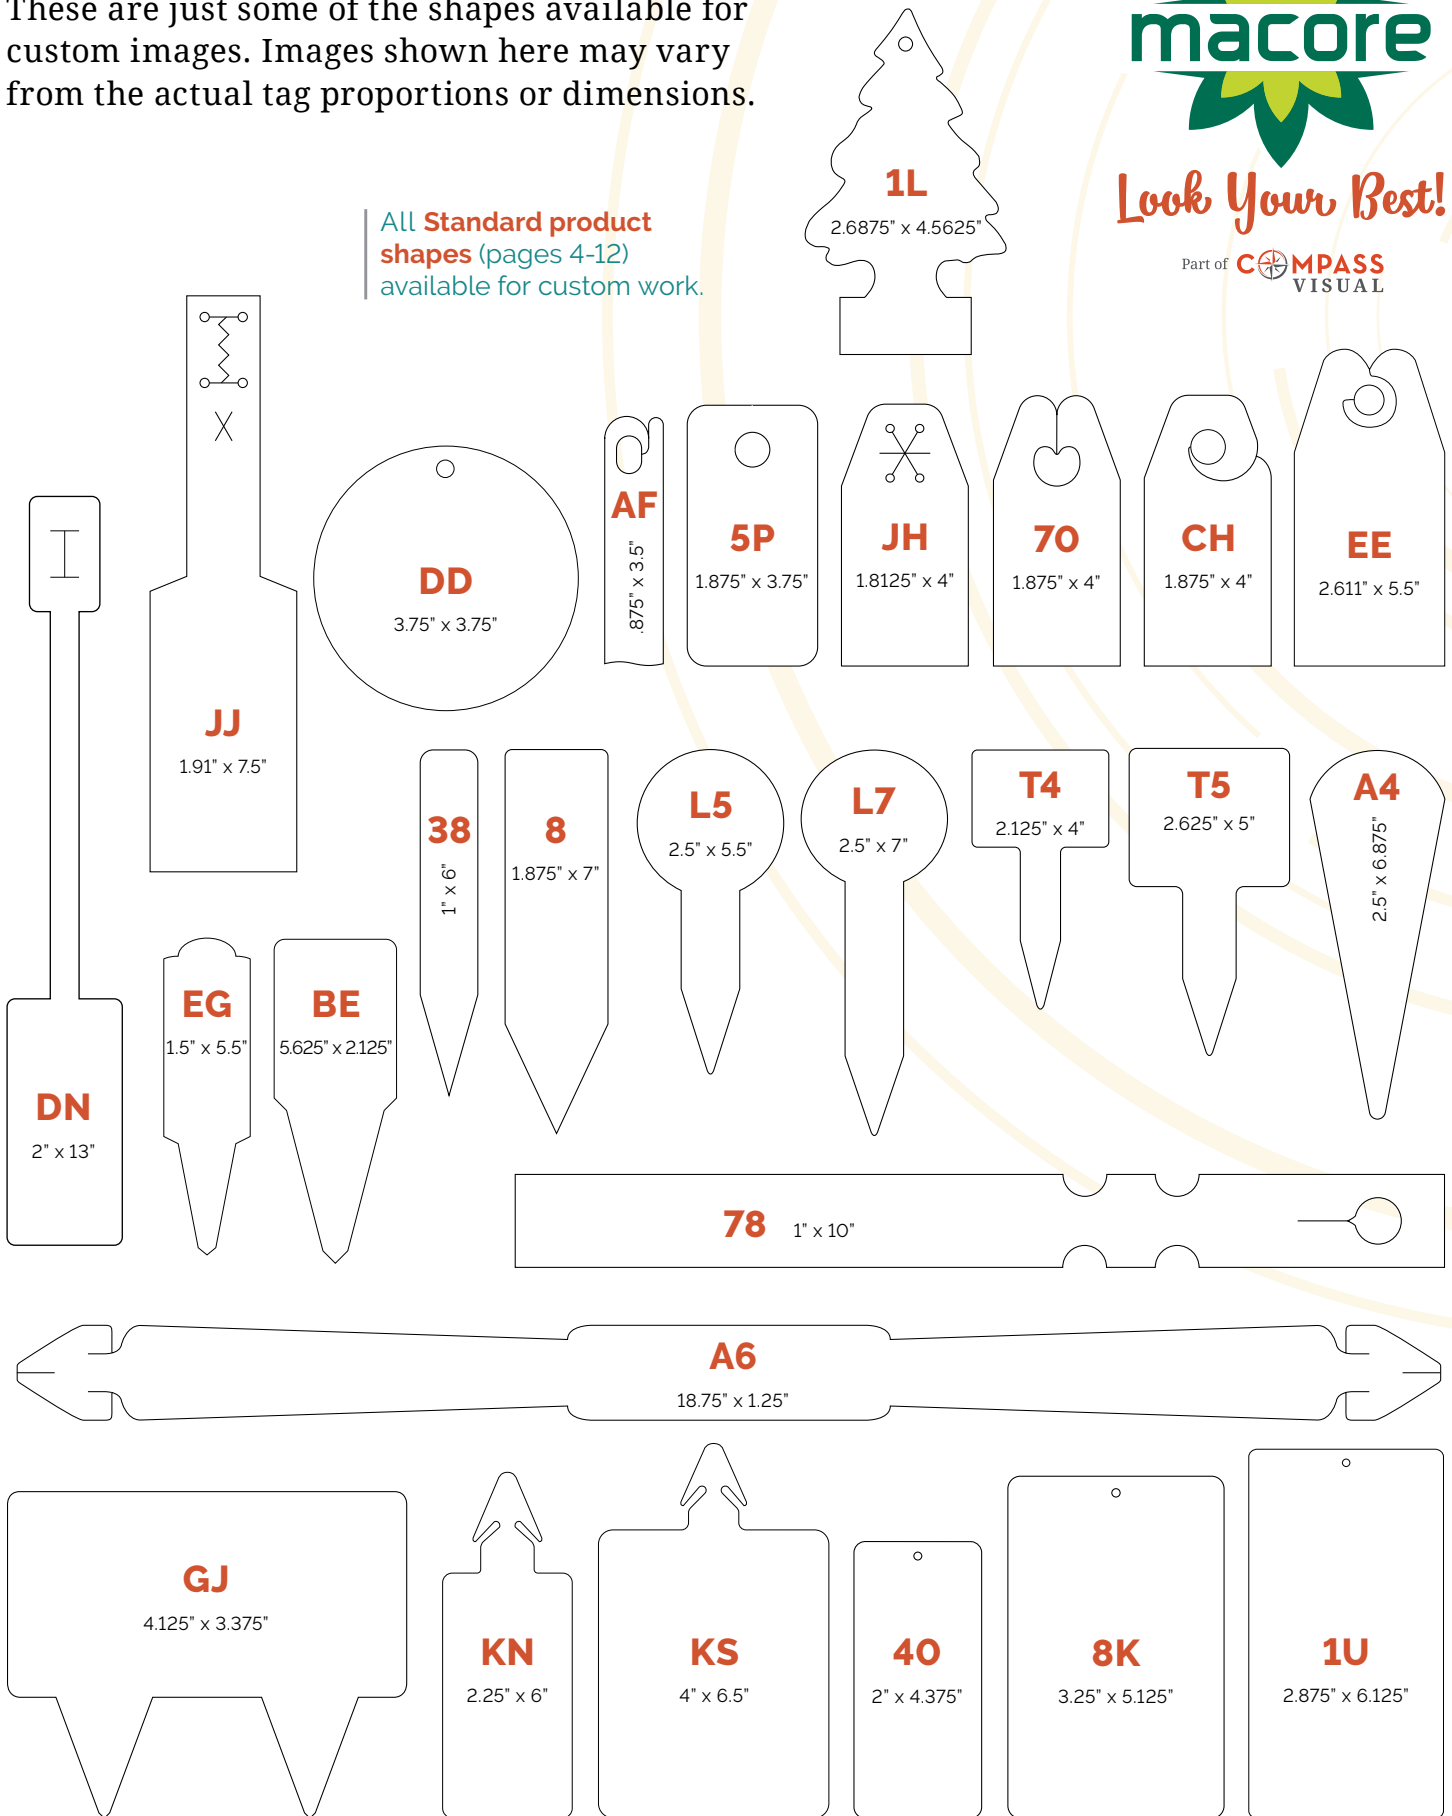 These are just some of the shapes available for
custom images. Images shown here may vary
from the actual tag proportions or dimensions.
macore
Look Your Best!
Part of COMPASS
VISUAL
All Standard product
shapes (pages 4-12)
available for custom work.
1L
2.6875" x 4.5625"
JJ
1.91" x 7.5"
DD
3.75" x 3.75"
AF
.875" x 3.5"
5P
1.875" x 3.75"
JH
1.8125" x 4"
70
1.875" x 4"
CH
1.875" x 4"
EE
2.611" x 5.5"
38
1" x 6"
8
1.875" x 7"
L5
2.5" x 5.5"
L7
2.5" x 7"
T4
2.125" x 4"
T5
2.625" x 5"
A4
2.5" x 6.875"
DN
2" x 13"
EG
1.5" x 5.5"
BE
5.625" x 2.125"
78 1" x 10"
A6
18.75" x 1.25"
GJ
4.125" x 3.375"
KN
2.25" x 6"
KS
4" x 6.5"
40
2" x 4.375"
8K
3.25" x 5.125"
1U
2.875" x 6.125"